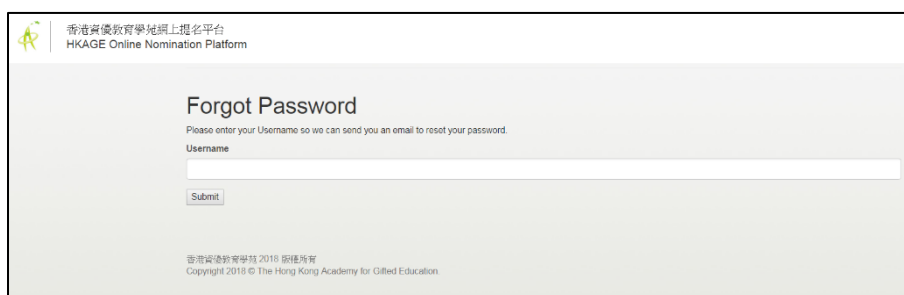 香港資優教育學苑網上提名平台
HKAGE Online Nomination Platform
Forgot Password
Please enter your Username so we can send you an email to reset your password.
Username
Submit
香港資優教育學苑 2018 版權所有
Copyright 2018 © The Hong Kong Academy for Gifted Education.